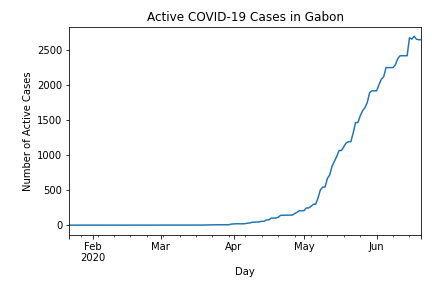 Active COVID-19 Cases in Gabon
Number of Active Cases
2500
2000
1500
1000
500
0
Feb
2020
Mar
Apr
May
Jun
Day